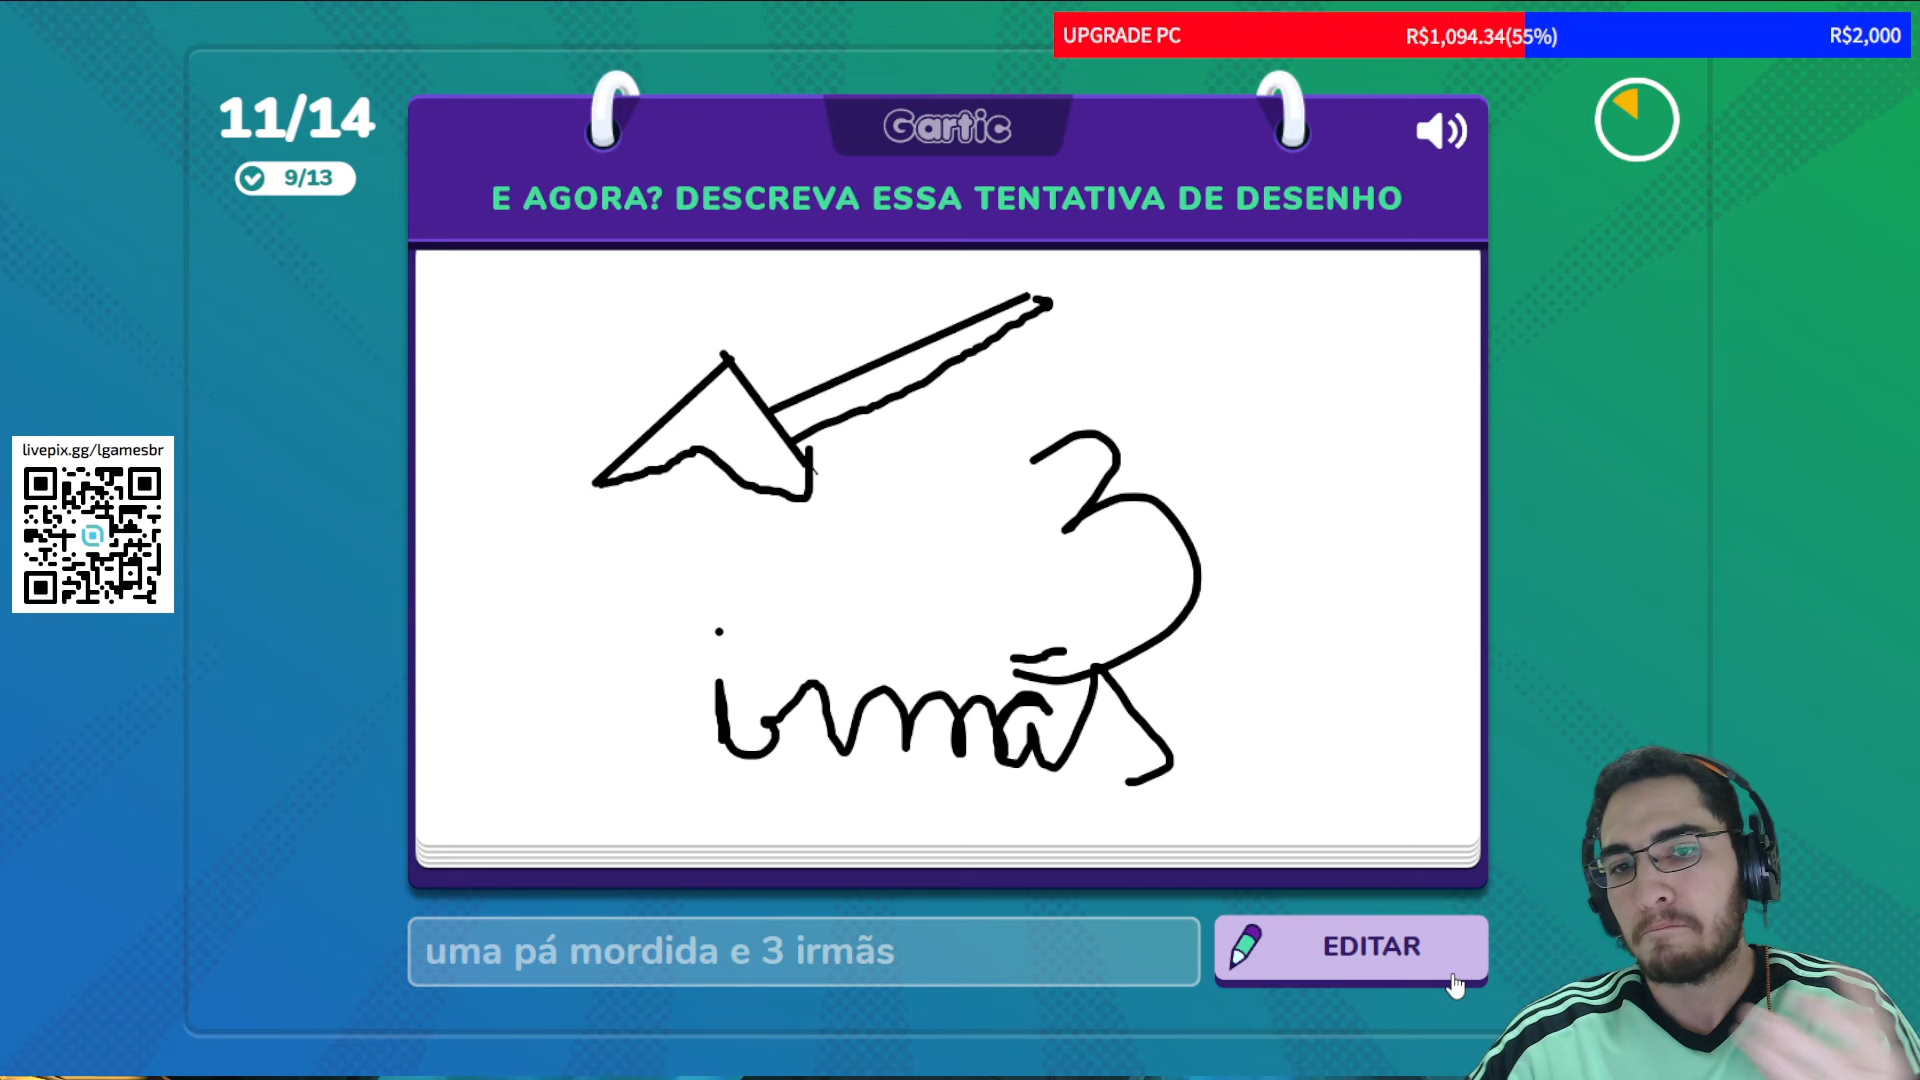 UPGRADE PC R$1,094.34(55%) R$2,000
11/14
9/13
Gartic
E AGORA? DESCREVA ESSA TENTATIVA DE DESENHO
livepix.gg/lgamesbr
3
irmãs
uma pá mordida e 3 irmãs
EDITAR